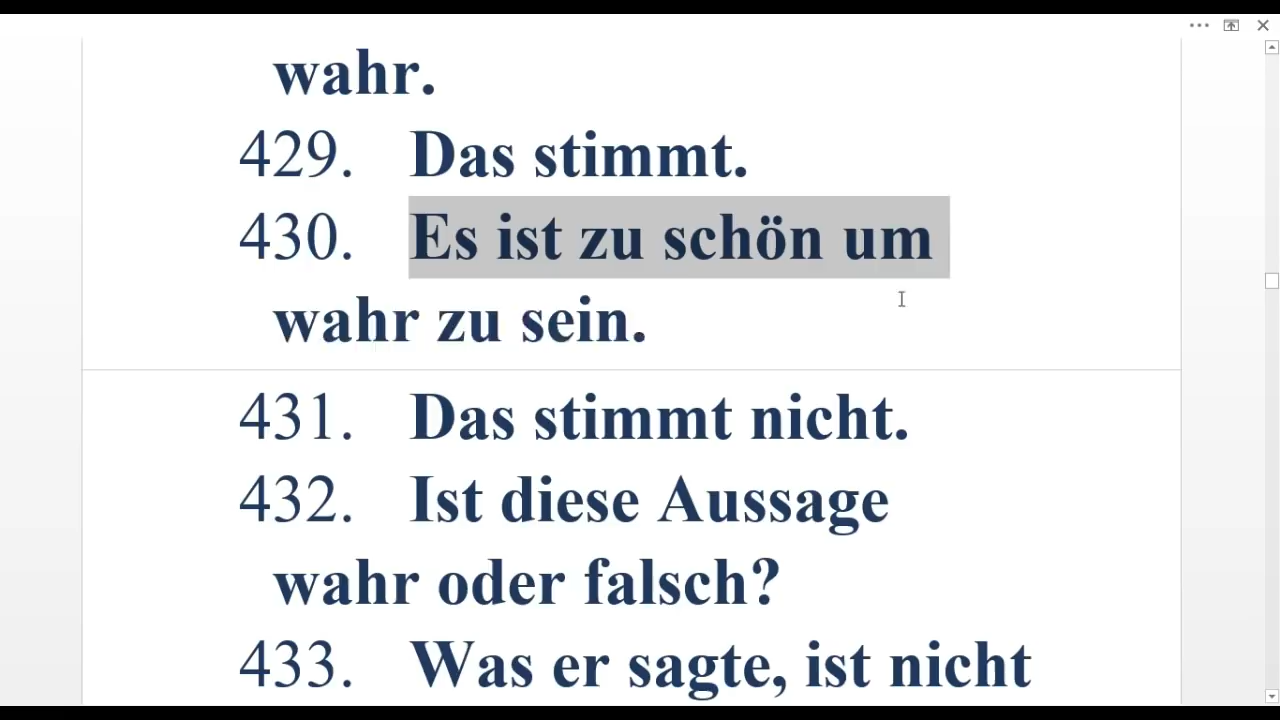 wahr.
429. Das stimmt.
430. Es ist zu schön um
wahr zu sein.
431. Das stimmt nicht.
432. Ist diese Aussage
wahr oder falsch?
433. Was er sagte, ist nicht